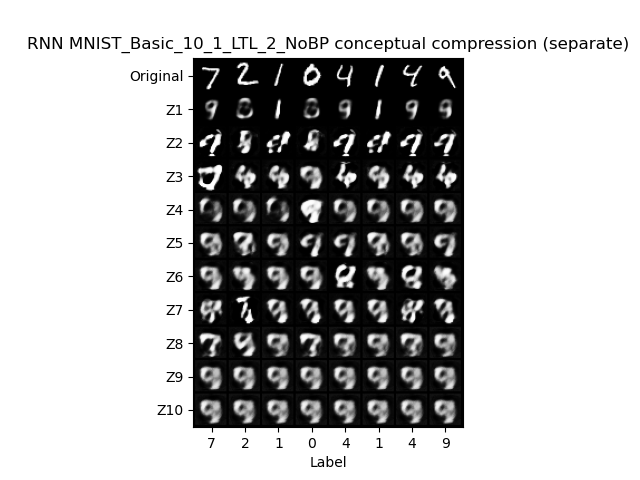 RNN MNIST_Basic_10_1_LTL_2_NoBP conceptual compression (separate)
Original
Z1
Z2
Z3
Z4
Z5
Z6
Z7
Z8
Z9
Z10
7 2 1 0 4 1 4 9
Label